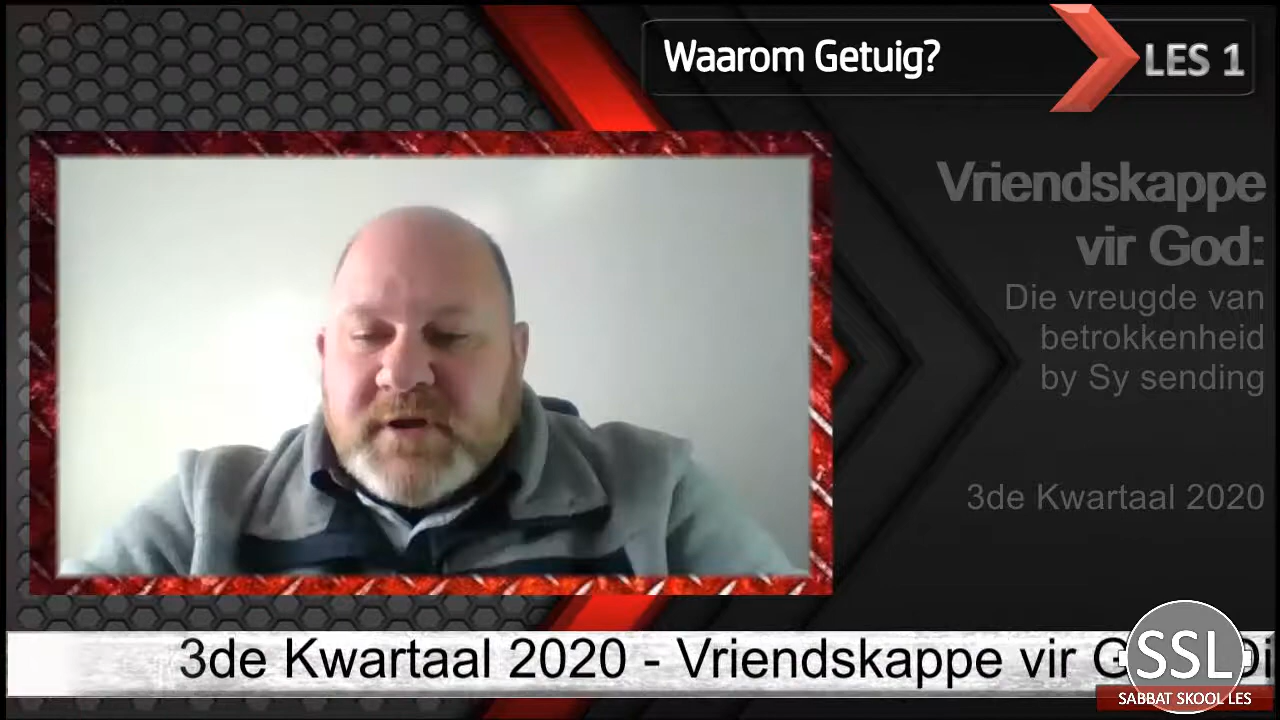 Waarom Getuig?
LES 1
Vriendskappe
vir God:
Die vreugde van
betrokkenheid
by Sy sending
3de Kwartaal 2020
3de Kwartaal 2020 - Vriendskappe vir
SSL
SABBAT SKOOL LES